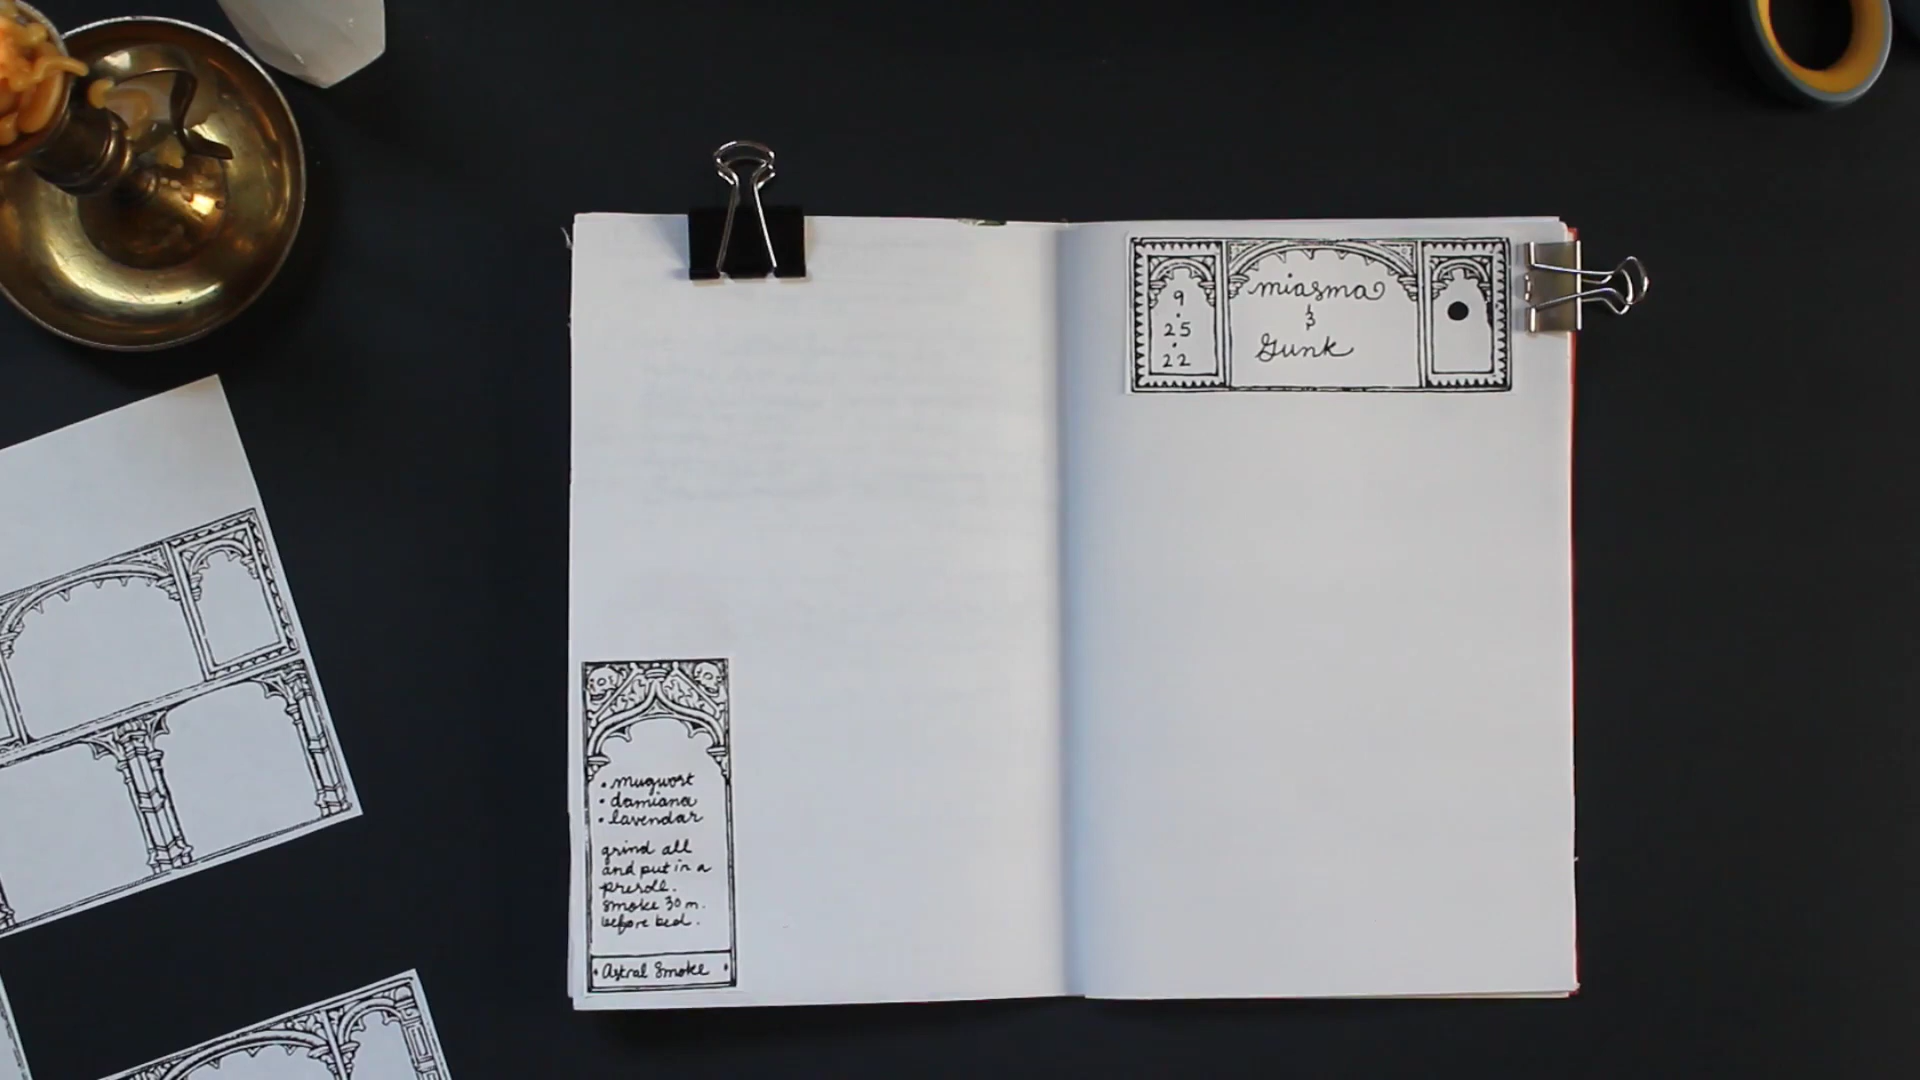 • mugwort
• damiana
• lavendar
grind all
and put in a
preroll.
smoke 30 m.
before bed.
• Astral Smoke •
9
•
25
•
22
miasma
&
Gunk